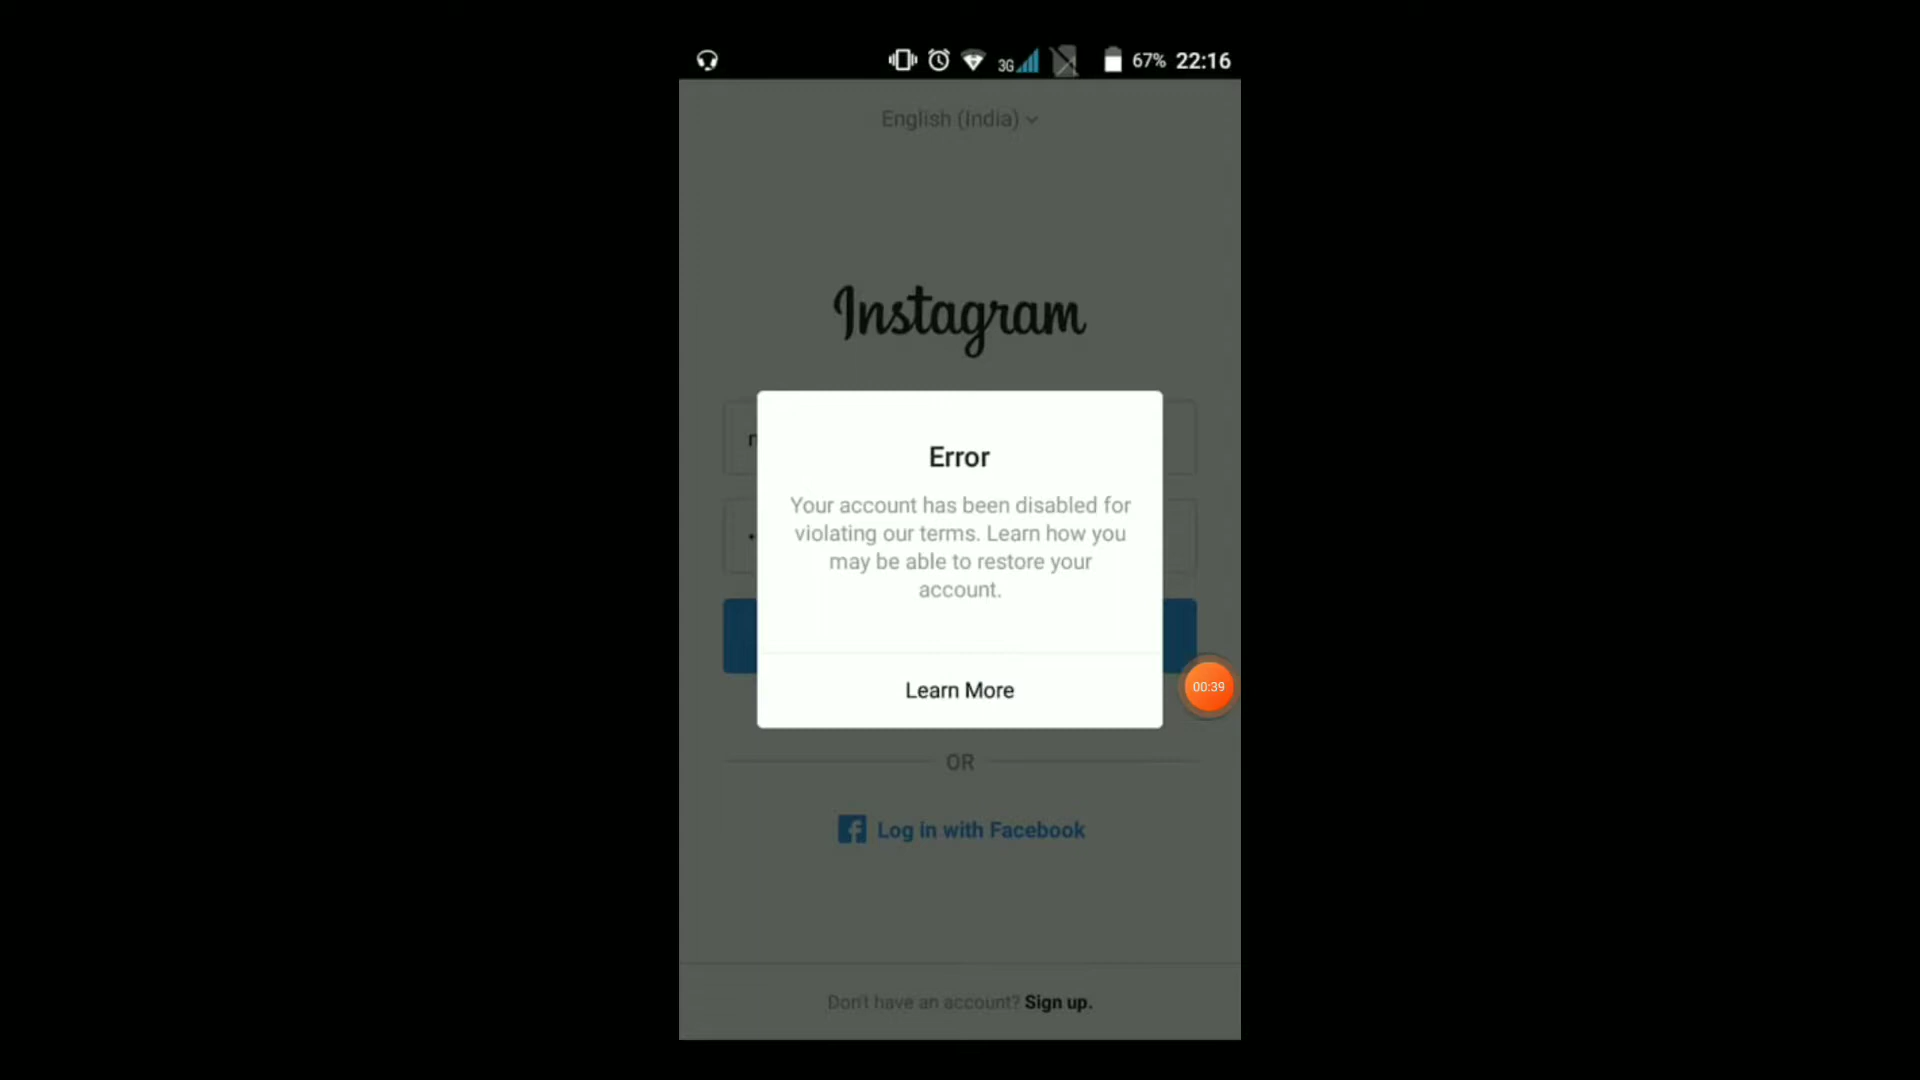 3G 67% 22:16
English (India)
Instagram
Error
Your account has been disabled for
violating our terms. Learn how you
may be able to restore your
account.
Learn More
00:39
OR
Log in with Facebook
Don't have an account? Sign up.